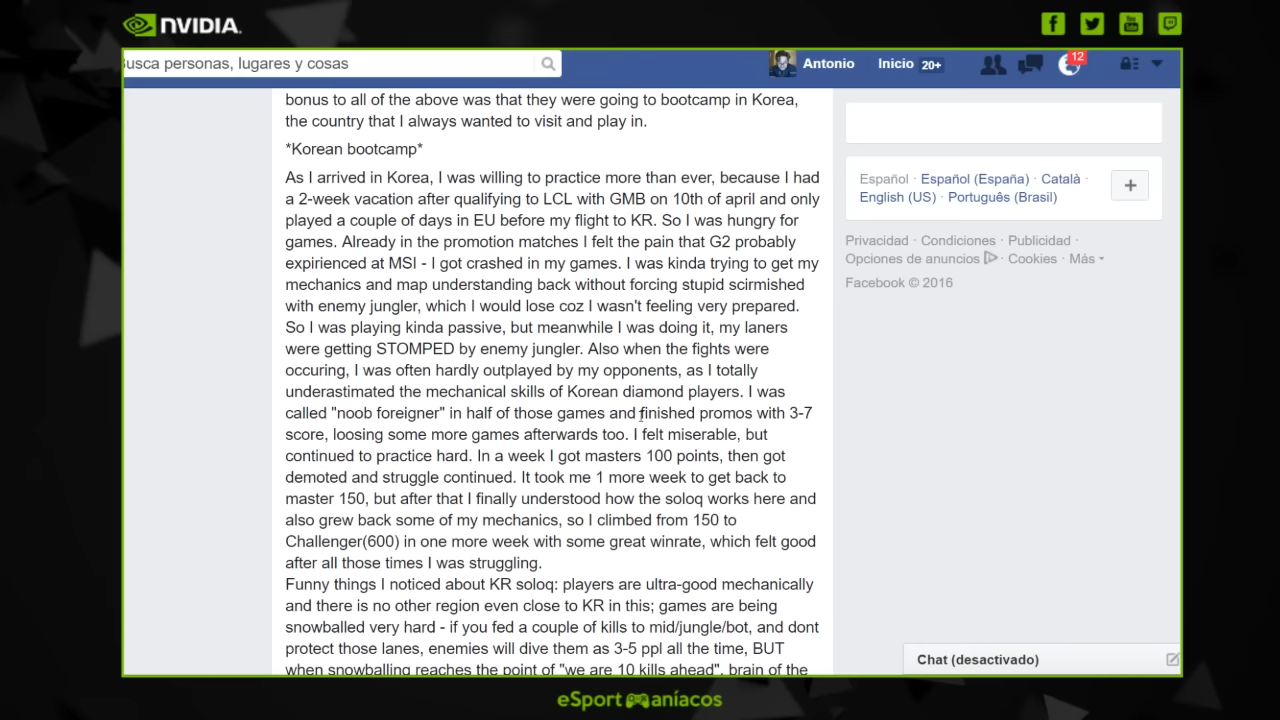 NVIDIA
Busca personas, lugares y cosas
Antonio Inicio 20+ 12
bonus to all of the above was that they were going to bootcamp in Korea,
the country that I always wanted to visit and play in.
*Korean bootcamp*
As I arrived in Korea, I was willing to practice more than ever, because I had
a 2-week vacation after qualifying to LCL with GMB on 10th of april and only
played a couple of days in EU before my flight to KR. So I was hungry for
games. Already in the promotion matches I felt the pain that G2 probably
expirienced at MSI - I got crashed in my games. I was kinda trying to get my
mechanics and map understanding back without forcing stupid scirmished
with enemy jungler, which I would lose coz I wasn't feeling very prepared.
So I was playing kinda passive, but meanwhile I was doing it, my laners
were getting STOMPED by enemy jungler. Also when the fights were
occuring, I was often hardly outplayed by my opponents, as I totally
underastimated the mechanical skills of Korean diamond players. I was
called "noob foreigner" in half of those games and finished promos with 3-7
score, loosing some more games afterwards too. I felt miserable, but
continued to practice hard. In a week I got masters 100 points, then got
demoted and struggle continued. It took me 1 more week to get back to
master 150, but after that I finally understood how the soloq works here and
also grew back some of my mechanics, so I climbed from 150 to
Challenger(600) in one more week with some great winrate, which felt good
after all those times I was struggling.
Funny things I noticed about KR soloq: players are ultra-good mechanically
and there is no other region even close to KR in this; games are being
snowballed very hard - if you fed a couple of kills to mid/jungle/bot, and dont
protect those lanes, enemies will dive them as 3-5 ppl all the time, BUT
when snowballing reaches the point of "we are 10 kills ahead", brain of the
Español · Español (España) · Català ·
English (US) · Português (Brasil)
+
Privacidad · Condiciones · Publicidad ·
Opciones de anuncios · Cookies · Más
Facebook © 2016
Chat (desactivado)
eSportmaníacos